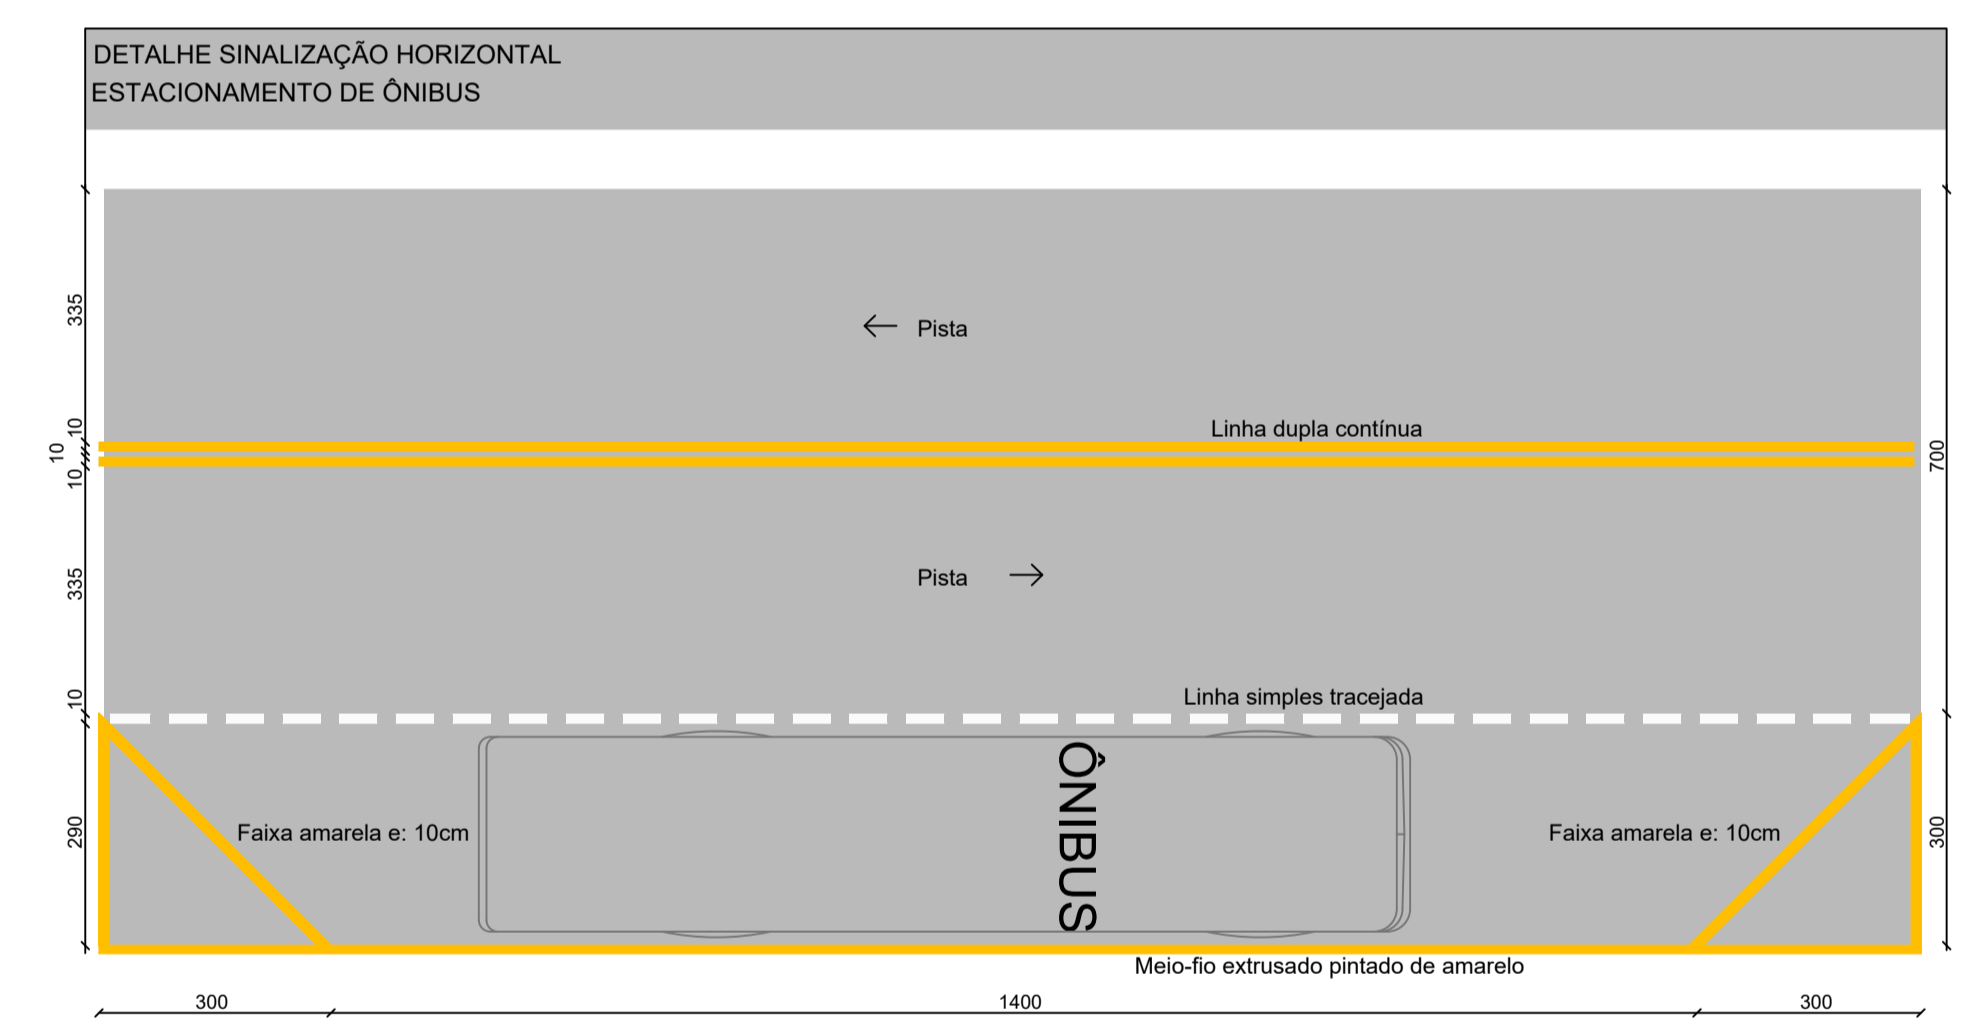 DETALHE SINALIZAÇÃO HORIZONTAL
ESTACIONAMENTO DE ÔNIBUS
335
Pista
Linha dupla contínua
10
10
10
700
335
Pista
10
Linha simples tracejada
290
Faixa amarela e: 10cm
ÔNIBUS
Faixa amarela e: 10cm
300
Meio-fio extrusado pintado de amarelo
300
1400
300